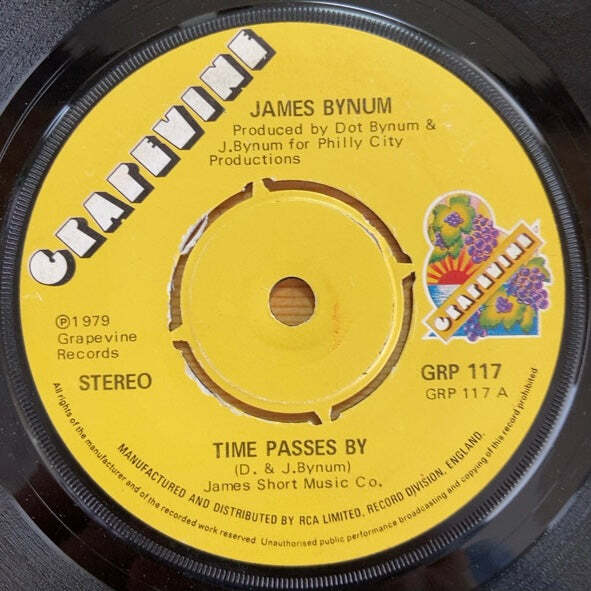 GRAPEVINE
JAMES BYNUM
Produced by Dot Bynum &
J.Bynum for Philly City
Productions
GRAPEVINE
℗1979
Grapevine
Records
STEREO
GRP 117
GRP 117 A
TIME PASSES BY
(D. & J.Bynum)
James Short Music Co.
MANUFACTURED AND DISTRIBUTED BY RCA LIMITED, RECORD DIVISION, ENGLAND.
All rights of the manufacturer and of the recorded work reserved Unauthorised public performance broadcasting and copying of this record prohibited